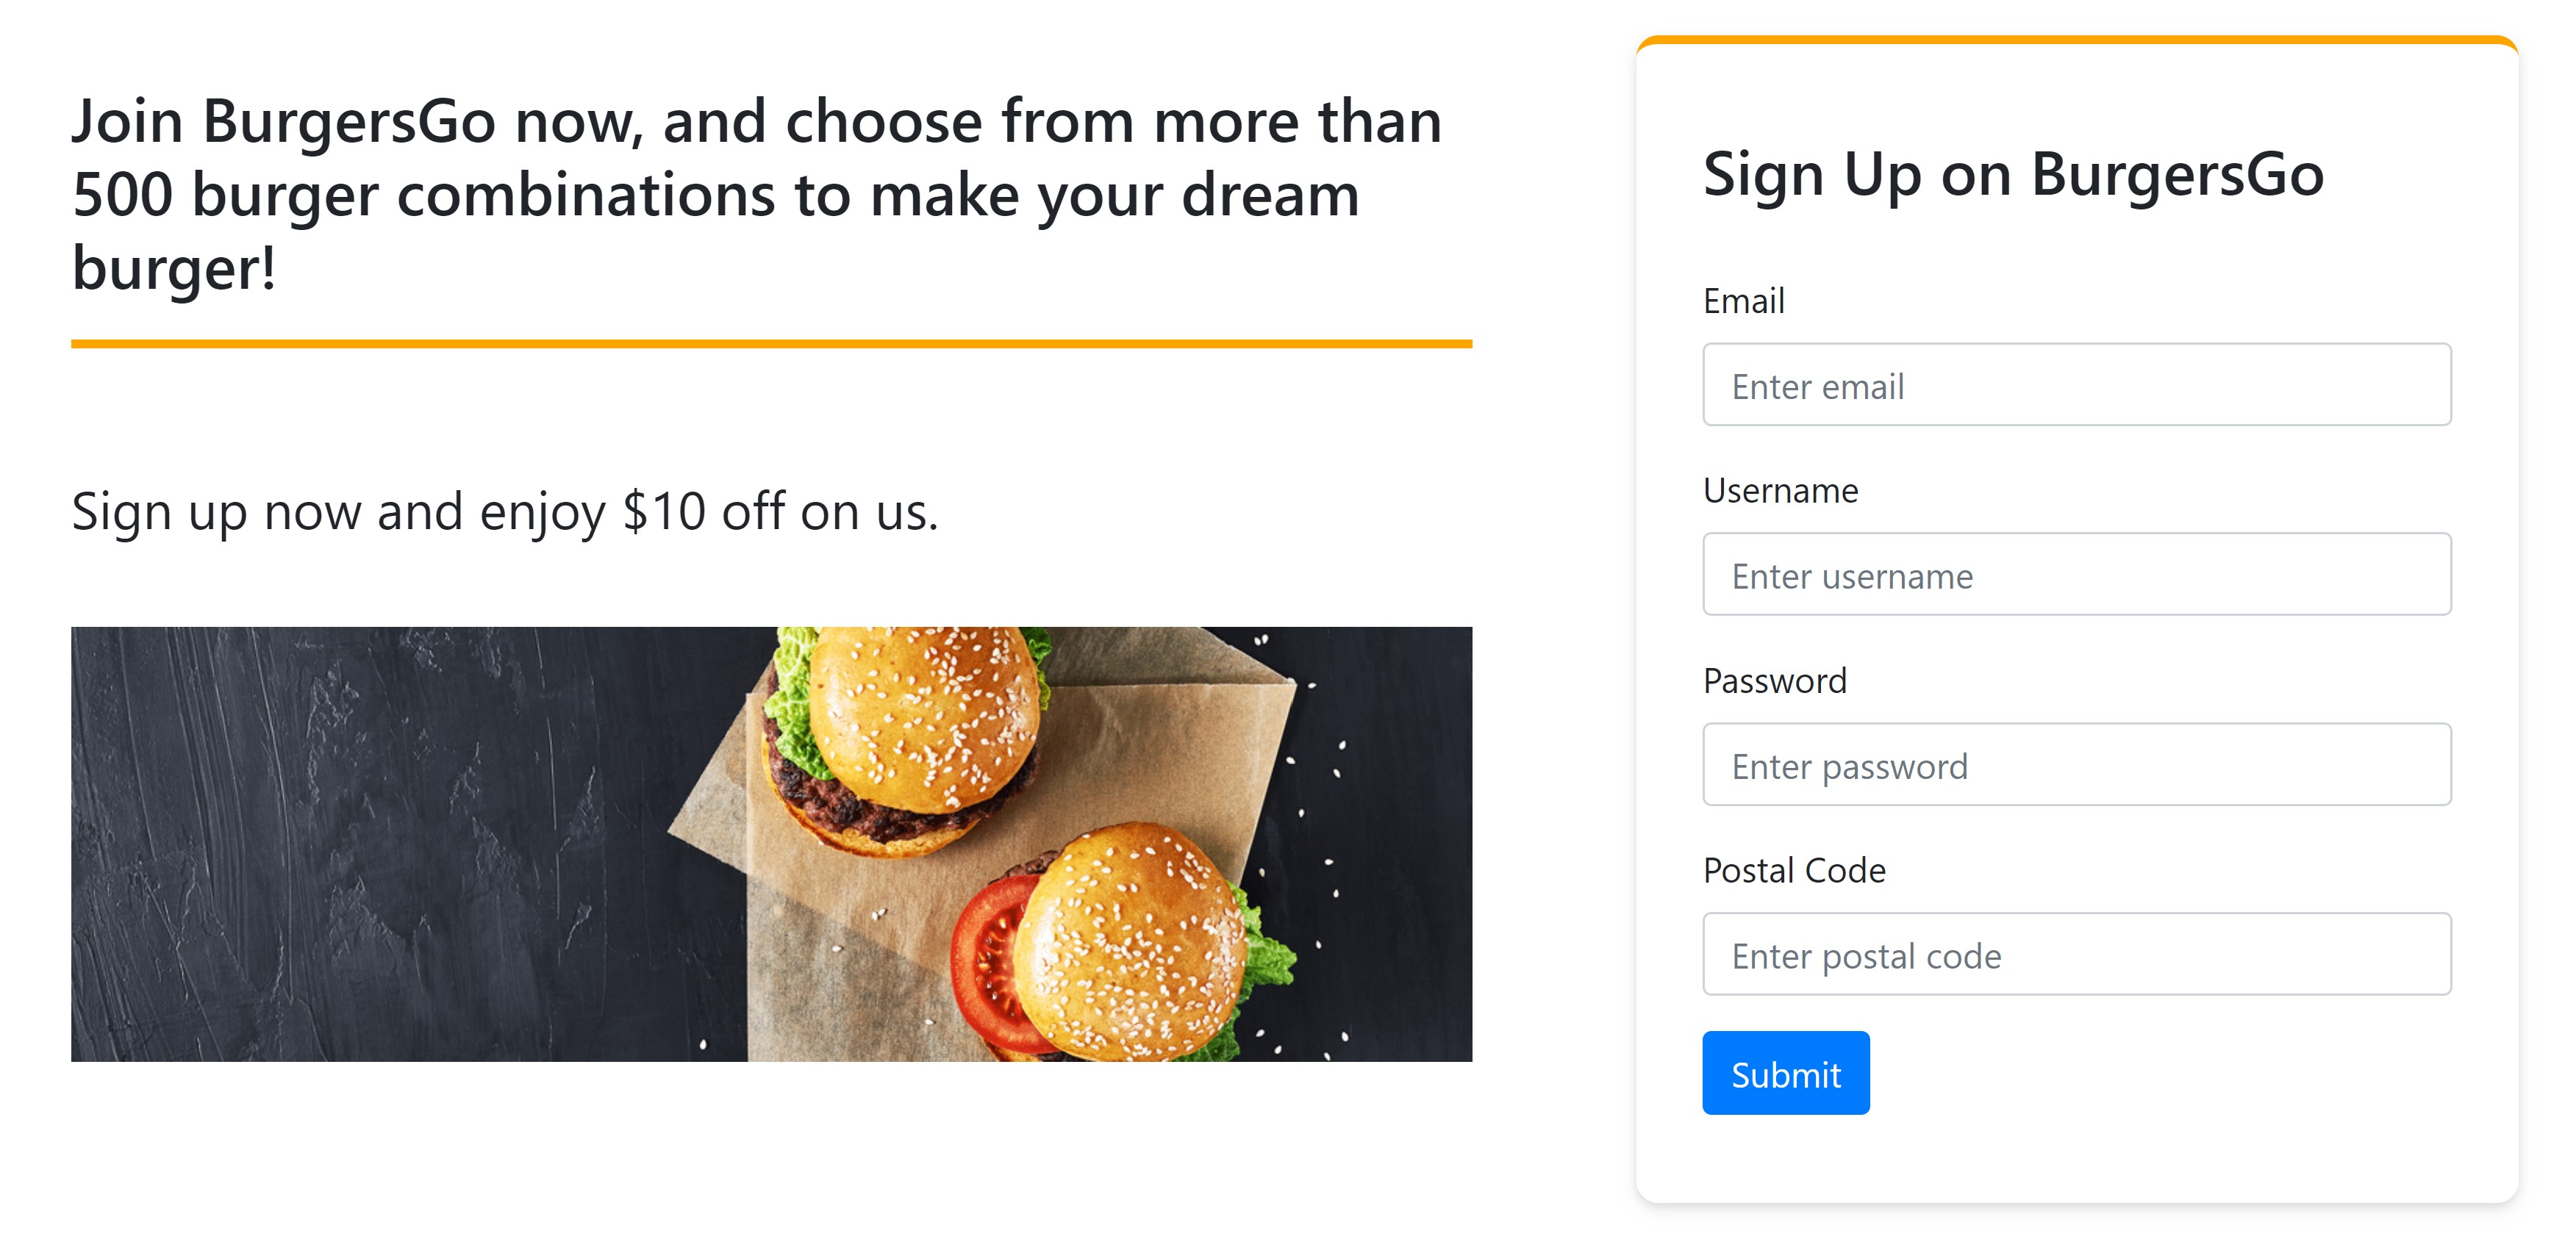 Join BurgersGo now, and choose from more than
500 burger combinations to make your dream
burger!
Sign up now and enjoy $10 off on us.
Sign Up on BurgersGo
Email
Enter email
Username
Enter username
Password
Enter password
Postal Code
Enter postal code
Submit